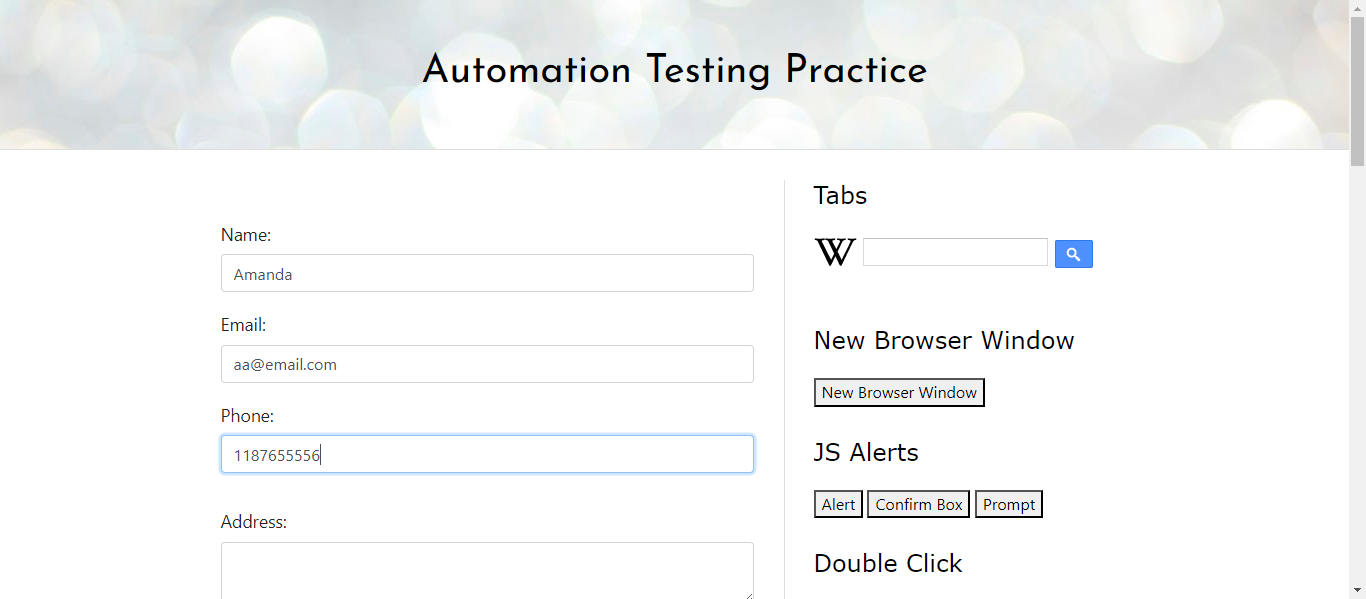 Automation Testing Practice
Name:
Amanda
Email:
aa@email.com
Phone:
1187655556
Address:
Tabs
W
New Browser Window
New Browser Window
JS Alerts
Alert Confirm Box Prompt
Double Click